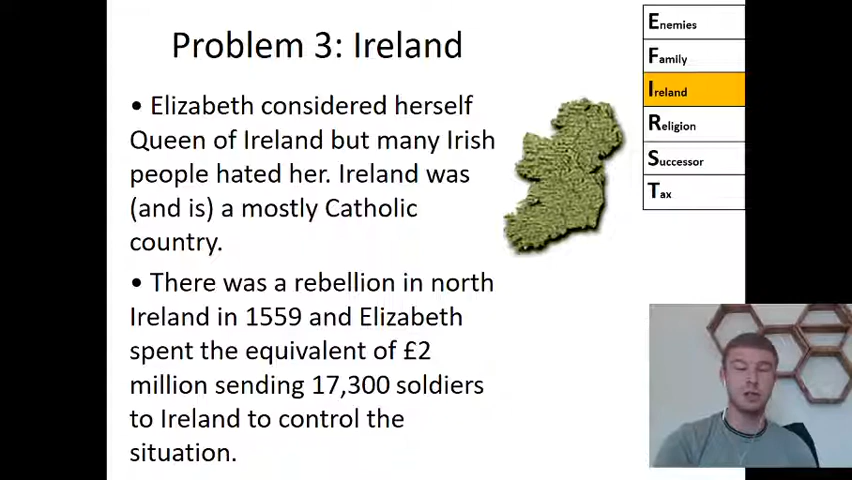 Problem 3: Ireland
• Elizabeth considered herself
Queen of Ireland but many Irish
people hated her. Ireland was
(and is) a mostly Catholic
country.
• There was a rebellion in north
Ireland in 1559 and Elizabeth
spent the equivalent of £2
million sending 17,300 soldiers
to Ireland to control the
situation.
Enemies
Family
Ireland
Religion
Successor
Tax